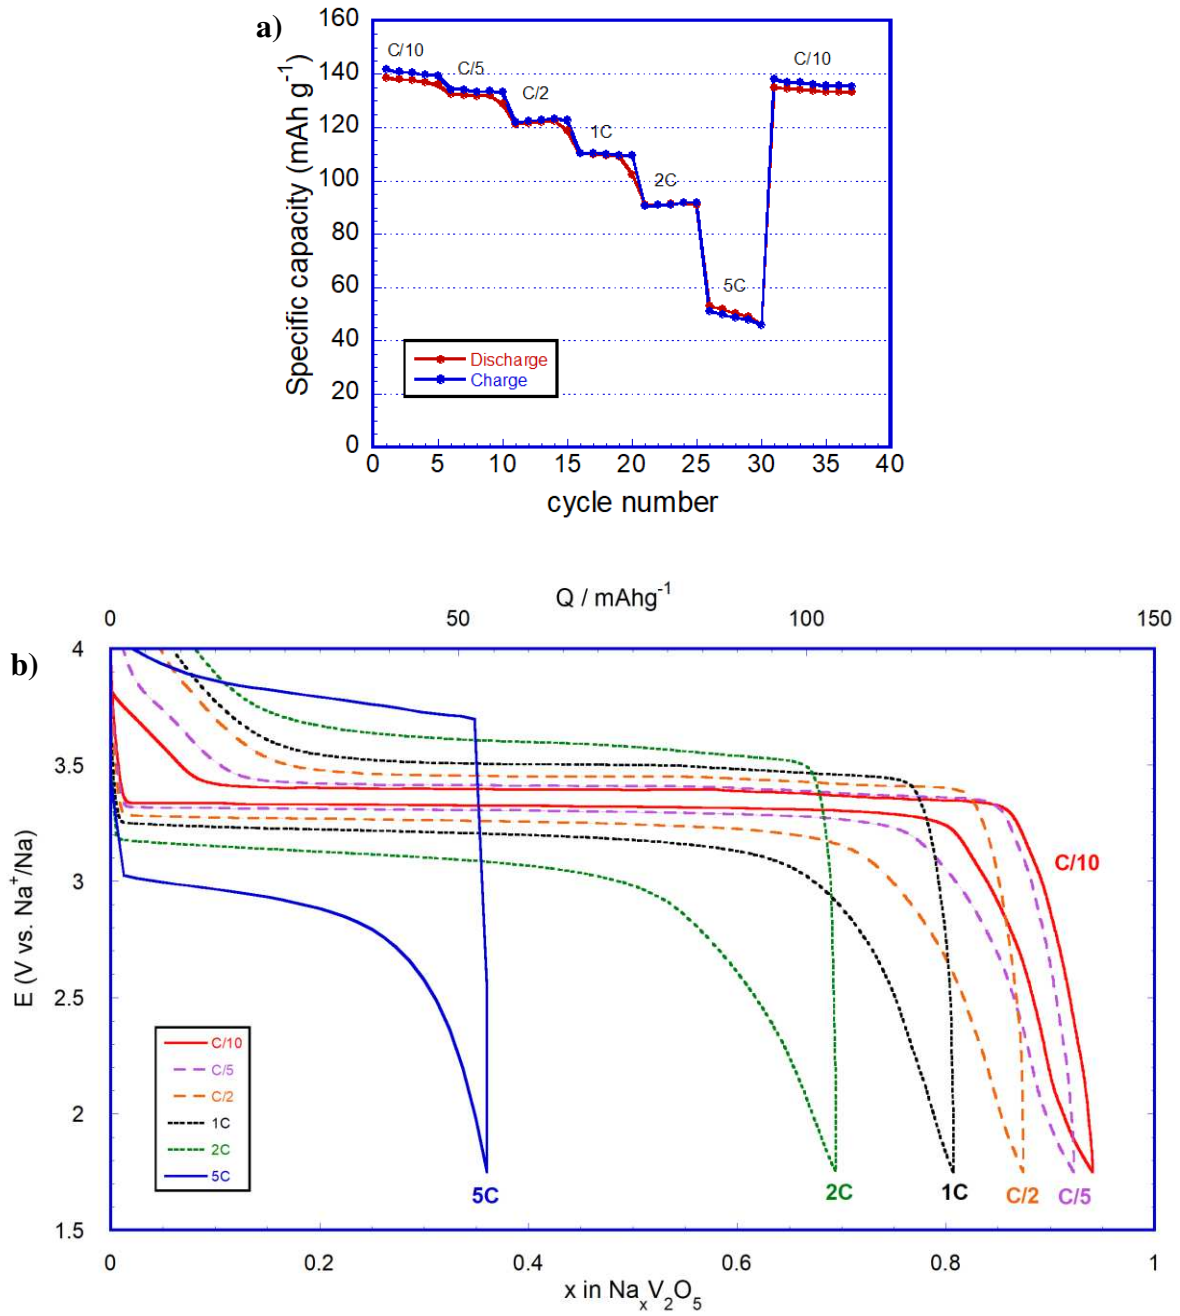 a)
Specific capacity (mAh g-1)
160
140
120
100
80
60
40
20
0
C/10
C/5
C/2
1C
2C
5C
C/10
Discharge
Charge
0 5 10 15 20 25 30 35 40
cycle number
b)
Q / mAhg-1
0 50 100 150
E (V vs. Na+/Na)
4
3.5
3
2.5
2
1.5
C/10
C/10
C/5
C/2
1C
2C
5C
5C 2C 1C C/2 C/5
0 0.2 0.4 0.6 0.8 1
x in NaxV2O5